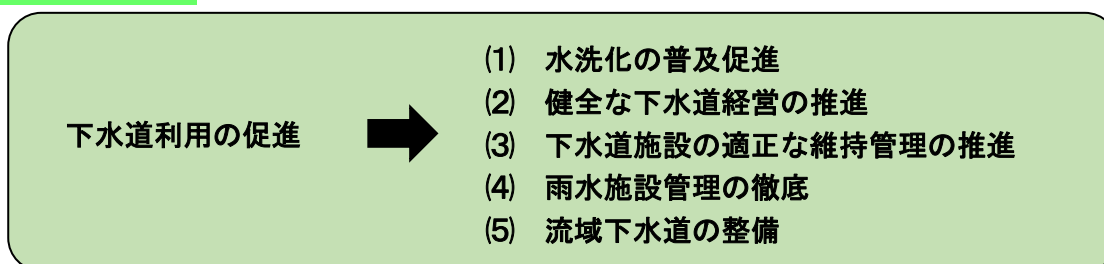 下水道利用の促進
⑴ 水洗化の普及促進
⑵ 健全な下水道経営の推進
⑶ 下水道施設の適正な維持管理の推進
⑷ 雨水施設管理の徹底
⑸ 流域下水道の整備